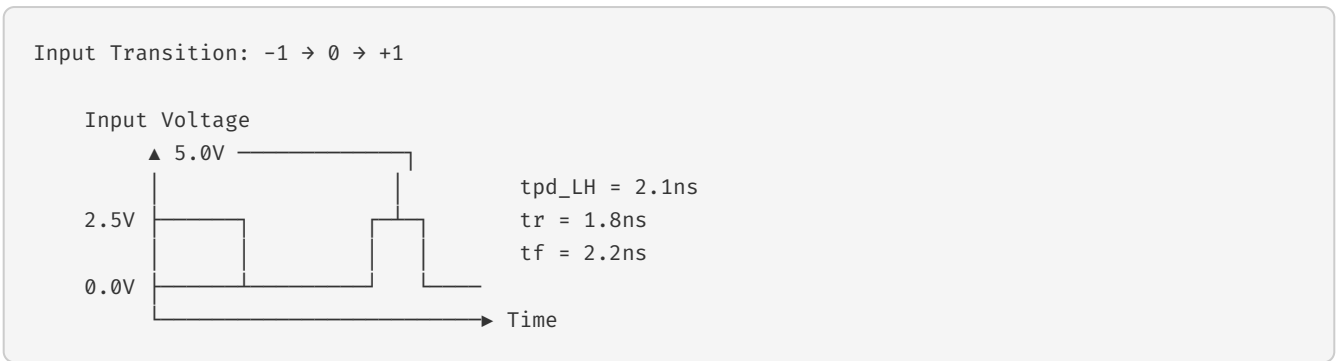 Input Transition: -1 → 0 → +1
Input Voltage
▲ 5.0V
tpd_LH = 2.1ns
2.5V
tr = 1.8ns
tf = 2.2ns
0.0V
Time